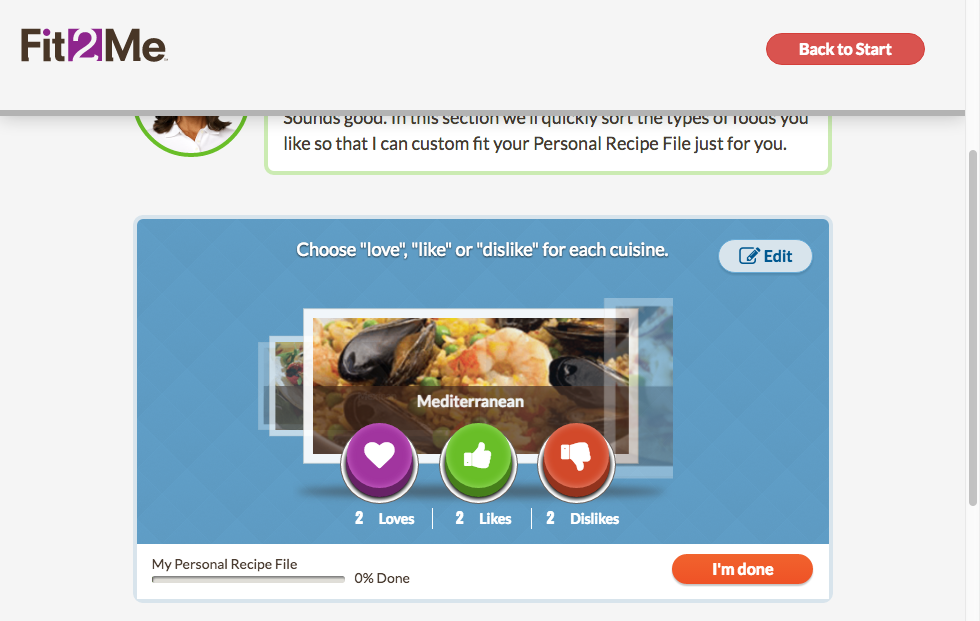 Fit2Me
Back to Start
Sounds good. In this section we'll quickly sort the types of foods you
like so that I can custom fit your Personal Recipe File just for you.
Choose "love", "like" or "dislike" for each cuisine.
Edit
Mediterranean
2 Loves 2 Likes 2 Dislikes
My Personal Recipe File
0% Done
I'm done